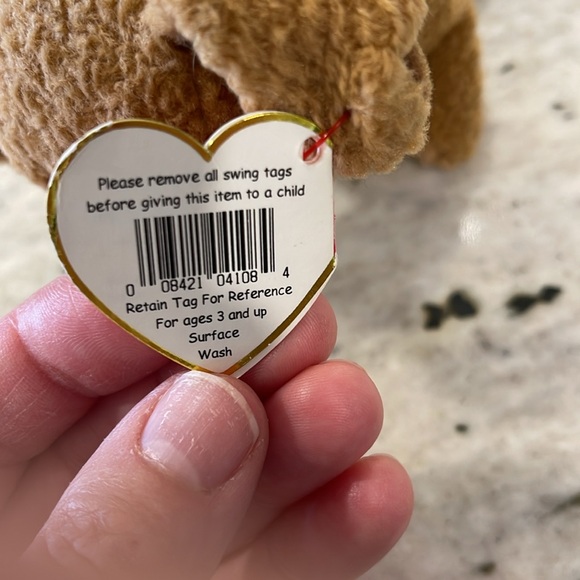 Please remove all swing tags
before giving this item to a child
0 08421 04108 4
Retain Tag For Reference
For ages 3 and up
Surface
Wash